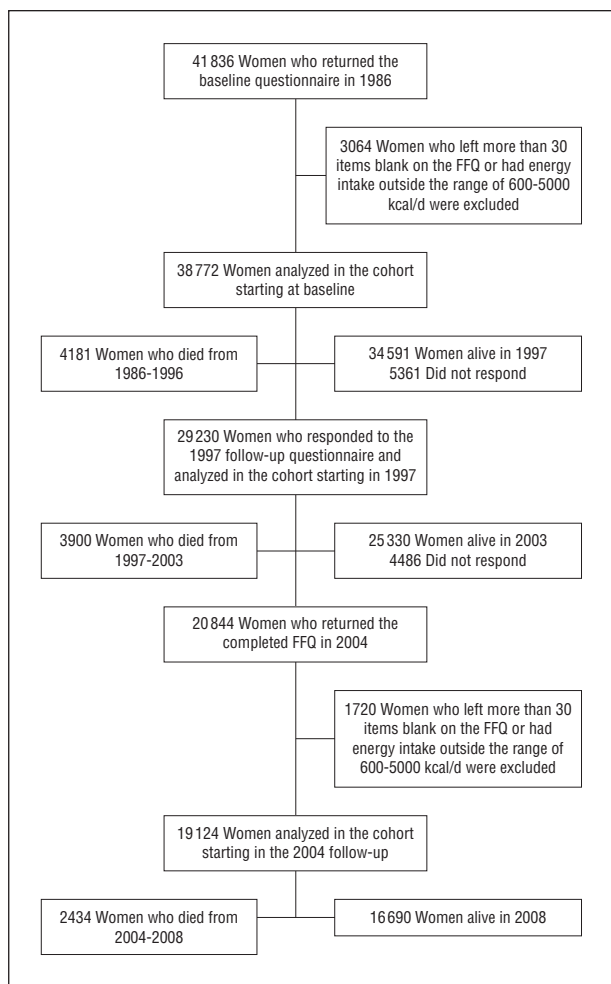 41 836 Women who returned the
baseline questionnaire in 1986
3064 Women who left more than 30
items blank on the FFQ or had energy
intake outside the range of 600-5000
kcal/d were excluded
38 772 Women analyzed in the cohort
starting at baseline
4181 Women who died from
1986-1996
34 591 Women alive in 1997
5361 Did not respond
29 230 Women who responded to the
1997 follow-up questionnaire and
analyzed in the cohort starting in 1997
3900 Women who died from
1997-2003
25 330 Women alive in 2003
4486 Did not respond
20 844 Women who returned the
completed FFQ in 2004
1720 Women who left more than 30
items blank on the FFQ or had
energy intake outside the range of
600-5000 kcal/d were excluded
19 124 Women analyzed in the cohort
starting in the 2004 follow-up
2434 Women who died from
2004-2008
16 690 Women alive in 2008